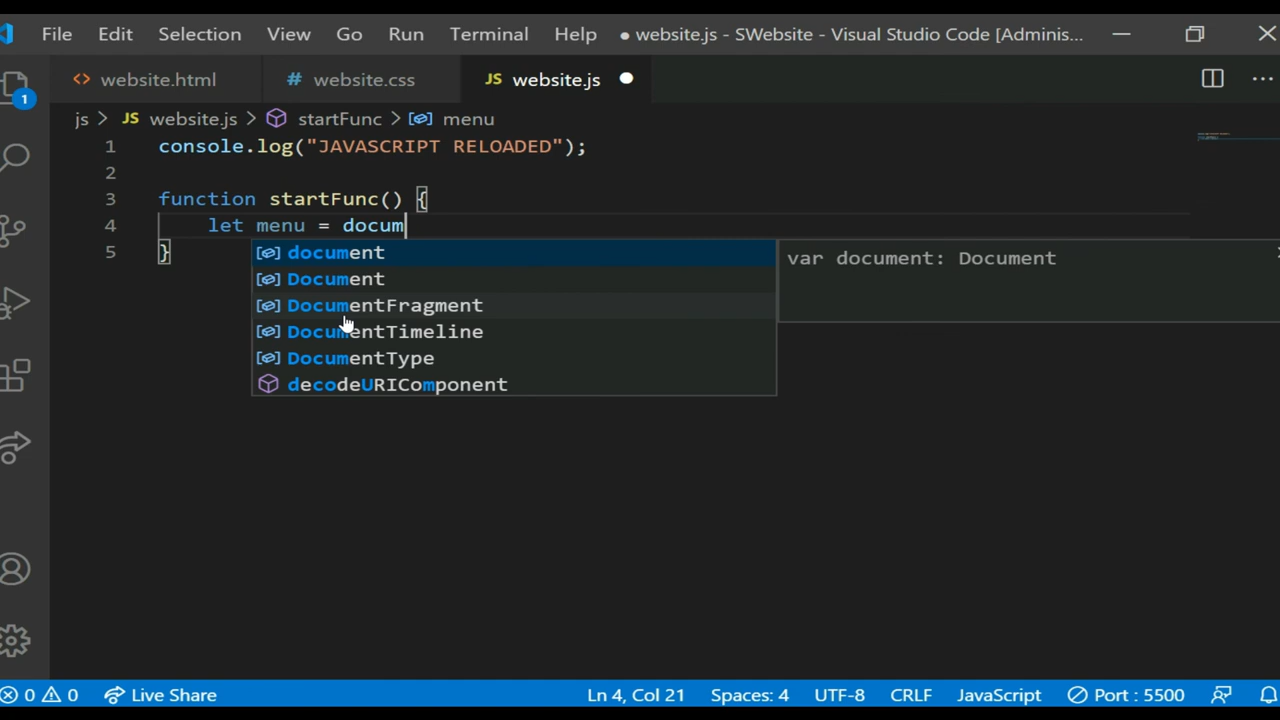 File Edit Selection View Go Run Terminal Help ● website.js - SWebsite - Visual Studio Code [Adminis...
<> website.html # website.css JS website.js ●
1
js > JS website.js > startFunc > menu
1 console.log("JAVASCRIPT RELOADED");
2
3 function startFunc() {
4 let menu = docum
5 }
document
var document: Document
Document
DocumentFragment
DocumentTimeline
DocumentType
decodeURIComponent
0 0 Live Share Ln 4, Col 21 Spaces: 4 UTF-8 CRLF JavaScript Port : 5500